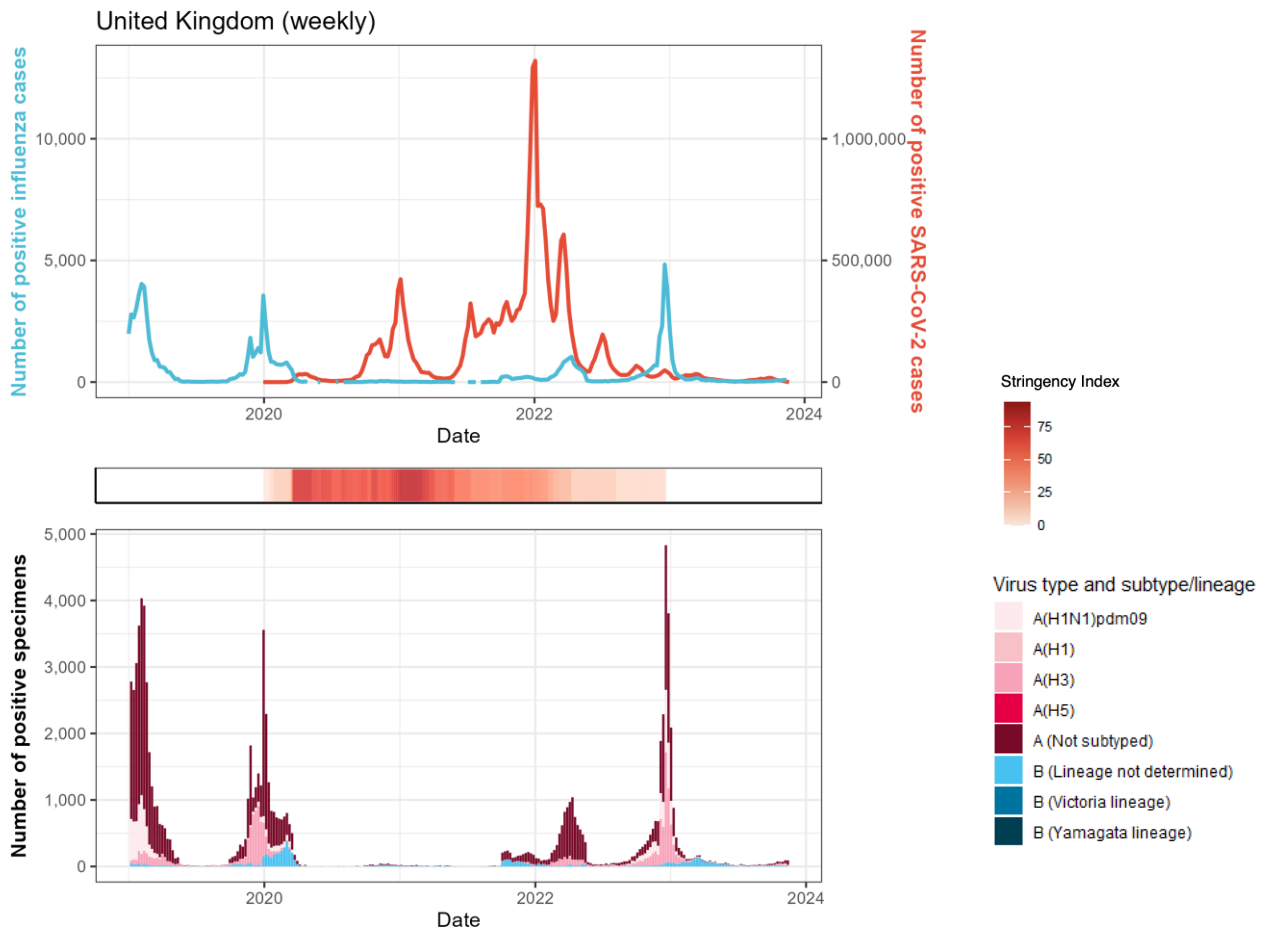 United Kingdom (weekly)
Number of positive influenza cases
10,000
5,000
0
1,000,000
500,000
0
Number of positive SARS-CoV-2 cases
2020
2022
2024
Date
Stringency Index
75
50
25
0
Number of positive specimens
5,000
4,000
3,000
2,000
1,000
0
2020
2022
2024
Date
Virus type and subtype/lineage
A(H1N1)pdm09
A(H1)
A(H3)
A(H5)
A (Not subtyped)
B (Lineage not determined)
B (Victoria lineage)
B (Yamagata lineage)